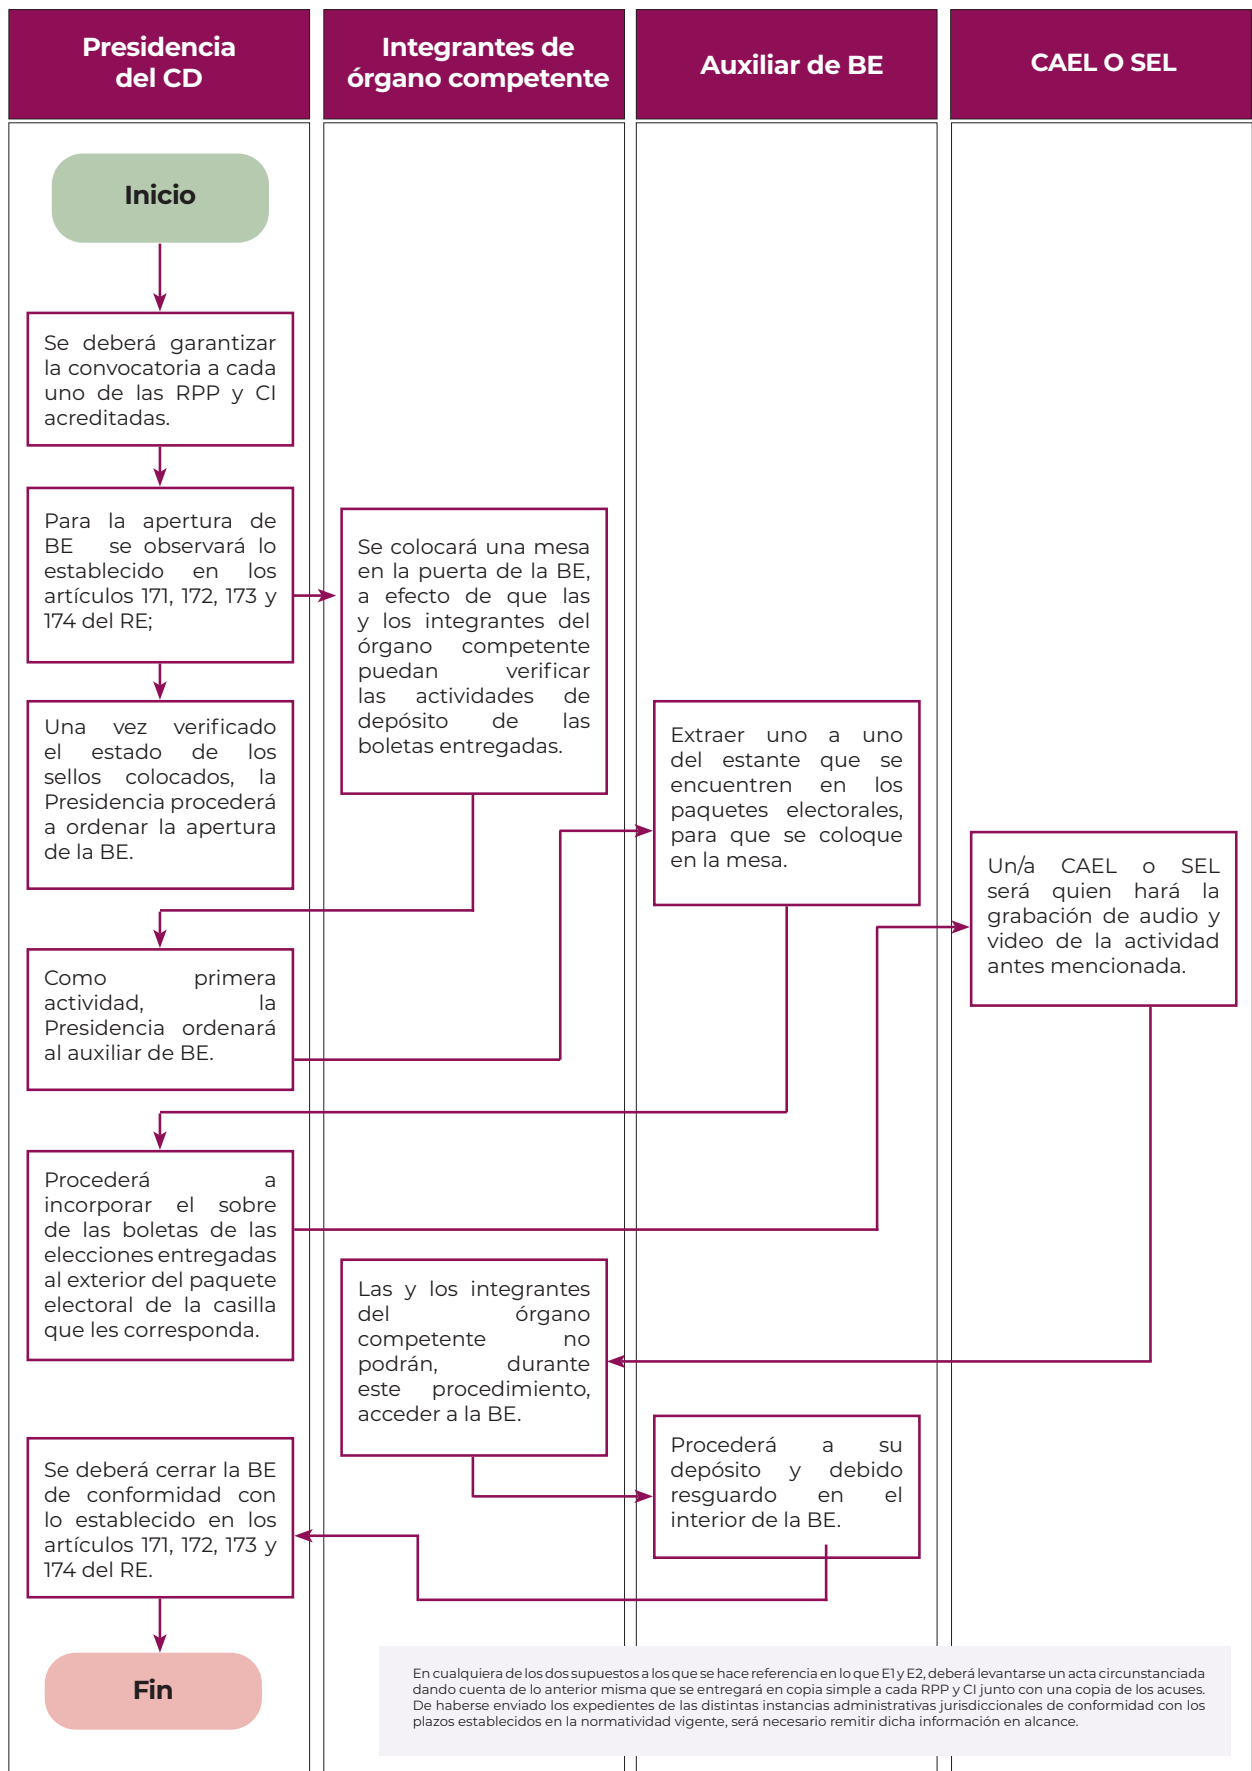 Presidencia
del CD
Integrantes de
órgano competente
Auxiliar de BE
CAEL O SEL
Inicio
Se deberá garantizar
la convocatoria a cada
uno de las RPP y CI
acreditadas.
Para la apertura de
BE se observará lo
establecido en los
artículos 171, 172, 173 y
174 del RE;
Se colocará una mesa
en la puerta de la BE,
a efecto de que las
y los integrantes del
órgano competente
puedan verificar
las actividades de
depósito de las
boletas entregadas.
Una vez verificado
el estado de los
sellos colocados, la
Presidencia procederá
a ordenar la apertura
de la BE.
Extraer uno a uno
del estante que se
encuentren en los
paquetes electorales,
para que se coloque
en la mesa.
Un/a CAEL o SEL
será quien hará la
grabación de audio y
video de la actividad
antes mencionada.
Como primera
actividad, la
Presidencia ordenará
al auxiliar de BE.
Procederá a
incorporar el sobre
de las boletas de las
elecciones entregadas
al exterior del paquete
electoral de la casilla
que les corresponda.
Las y los integrantes
del órgano
competente no
podrán, durante
este procedimiento,
acceder a la BE.
Procederá a su
depósito y debido
resguardo en el
interior de la BE.
Se deberá cerrar la BE
de conformidad con
lo establecido en los
artículos 171, 172, 173 y
174 del RE.
Fin
En cualquiera de los dos supuestos a los que se hace referencia en lo que E1 y E2, deberá levantarse un acta circunstanciada
dando cuenta de lo anterior misma que se entregará en copia simple a cada RPP y CI junto con una copia de los acuses.
De haberse enviado los expedientes de las distintas instancias administrativas jurisdiccionales de conformidad con los
plazos establecidos en la normatividad vigente, será necesario remitir dicha información en alcance.